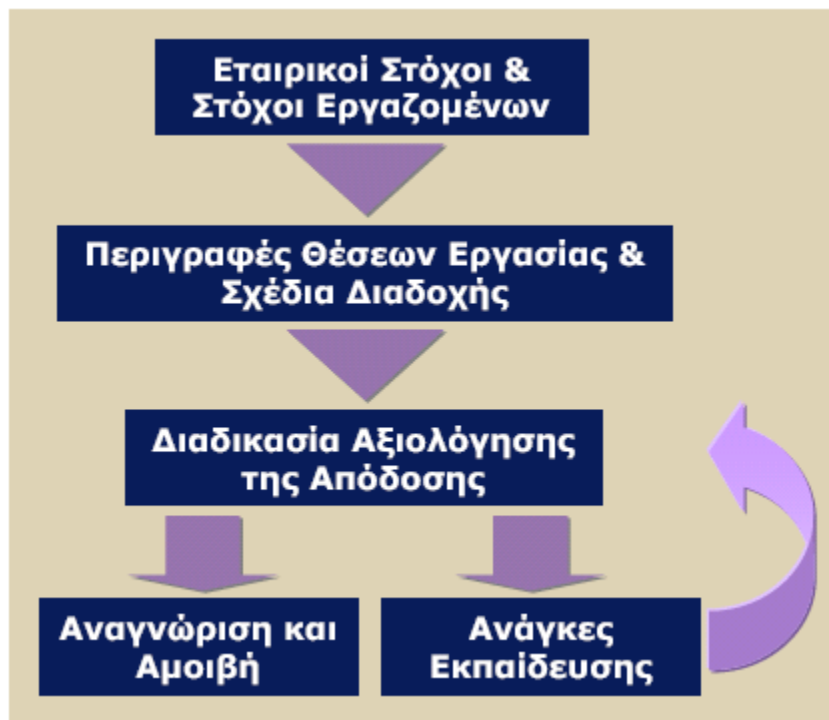 Εταιρικοί Στόχοι &
Στόχοι Εργαζομένων
Περιγραφές Θέσεων Εργασίας &
Σχέδια Διαδοχής
Διαδικασία Αξιολόγησης
της Απόδοσης
Αναγνώριση και
Αμοιβή
Ανάγκες
Εκπαίδευσης